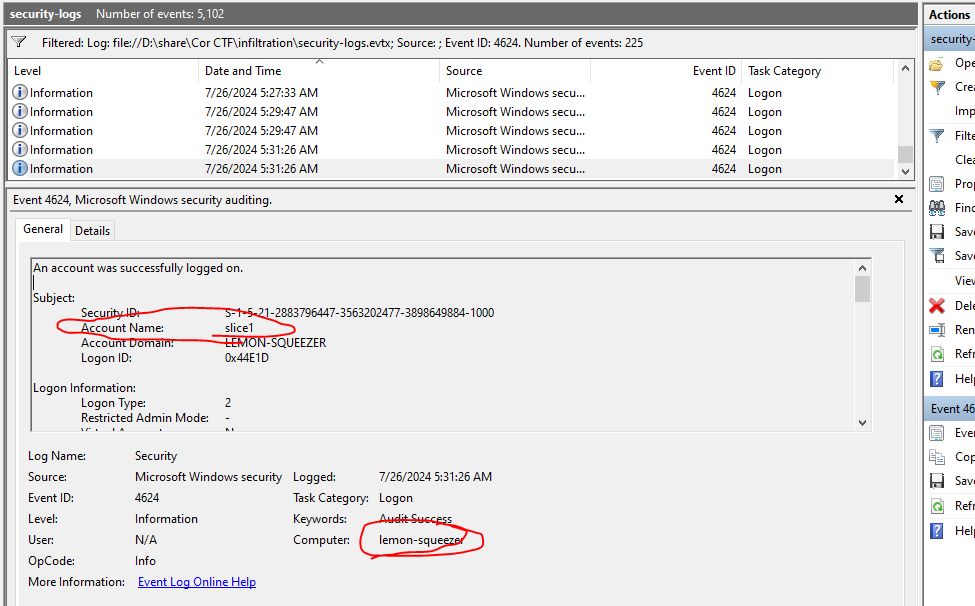 security-logs Number of events: 5,102
Filtered: Log: file://D:\share\Cor CTF\infiltration\security-logs.evtx; Source: ; Event ID: 4624. Number of events: 225
Level Date and Time Source Event ID Task Category
Information 7/26/2024 5:27:33 AM Microsoft Windows secu... 4624 Logon
Information 7/26/2024 5:29:47 AM Microsoft Windows secu... 4624 Logon
Information 7/26/2024 5:29:47 AM Microsoft Windows secu... 4624 Logon
Information 7/26/2024 5:31:26 AM Microsoft Windows secu... 4624 Logon
Information 7/26/2024 5:31:26 AM Microsoft Windows secu... 4624 Logon
Event 4624, Microsoft Windows security auditing.
General Details
An account was successfully logged on.
Subject:
Security ID: S-1-5-21-2883796447-3563202477-3898649884-1000
Account Name: slice1
Account Domain: LEMON-SQUEEZER
Logon ID: 0x44E1D
Logon Information:
Logon Type: 2
Restricted Admin Mode: -
Log Name: Security
Source: Microsoft Windows security Logged: 7/26/2024 5:31:26 AM
Event ID: 4624 Task Category: Logon
Level: Information Keywords: Audit Success
User: N/A Computer: lemon-squeezer
OpCode: Info
More Information: Event Log Online Help
Actions
security-
Ope
Crea
Imp
Filte
Clea
Prop
Find
Save
Save
View
Dele
Ren
Refr
Help
Event 46
Even
Cop
Save
Refr
Help